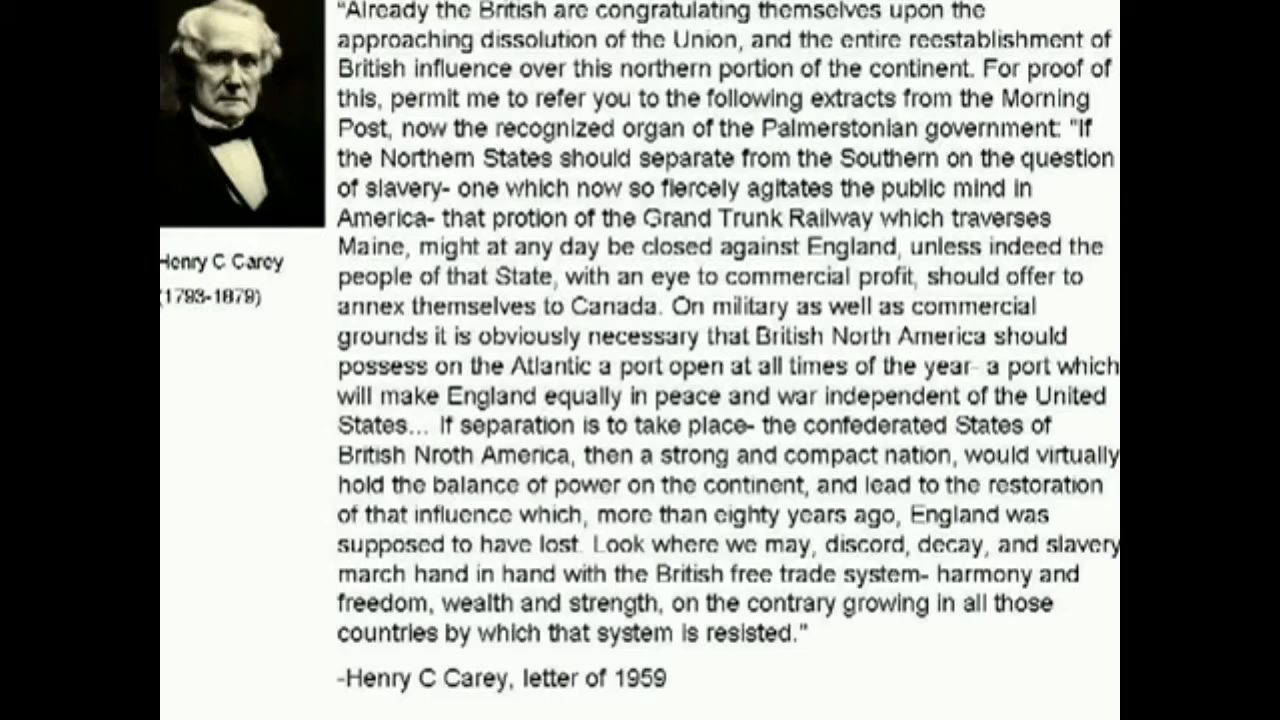 "Already the British are congratulating themselves upon the
approaching dissolution of the Union, and the entire reestablishment of
British influence over this northern portion of the continent. For proof of
this, permit me to refer you to the following extracts from the Morning
Post, now the recognized organ of the Palmerstonian government: "If
the Northern States should separate from the Southern on the question
of slavery- one which now so fiercely agitates the public mind in
America- that protion of the Grand Trunk Railway which traverses
Maine, might at any day be closed against England, unless indeed the
people of that State, with an eye to commercial profit, should offer to
annex themselves to Canada. On military as well as commercial
grounds it is obviously necessary that British North America should
possess on the Atlantic a port open at all times of the year- a port which
will make England equally in peace and war independent of the United
States... If separation is to take place- the confederated States of
British Nroth America, then a strong and compact nation, would virtually
hold the balance of power on the continent, and lead to the restoration
of that influence which, more than eighty years ago, England was
supposed to have lost. Look where we may, discord, decay, and slavery
march hand in hand with the British free trade system- harmony and
freedom, wealth and strength, on the contrary growing in all those
countries by which that system is resisted."
-Henry C Carey, letter of 1959
Henry C Carey
(1793-1879)